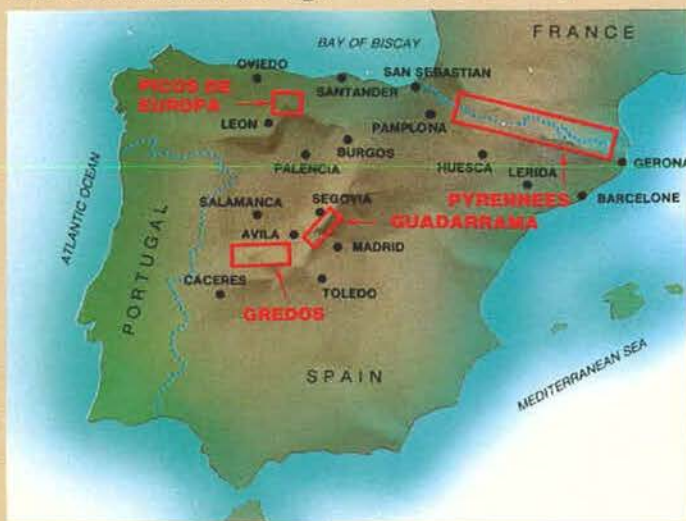 FRANCE
BAY OF BISCAY
OVIEDO
SAN SEBASTIAN
SANTANDER
PICOS DE
EUROPA
LEON
PAMPLONA
BURGOS
PALENCIA
HUESCA
LERIDA
GERONA
PYRENNEES
BARCELONE
SALAMANCA
SEGOVIA
GUADARRAMA
AVILA
MADRID
ATLANTIC OCEAN
PORTUGAL
CACERES
TOLEDO
GREDOS
SPAIN
MEDITERRANEAN SEA